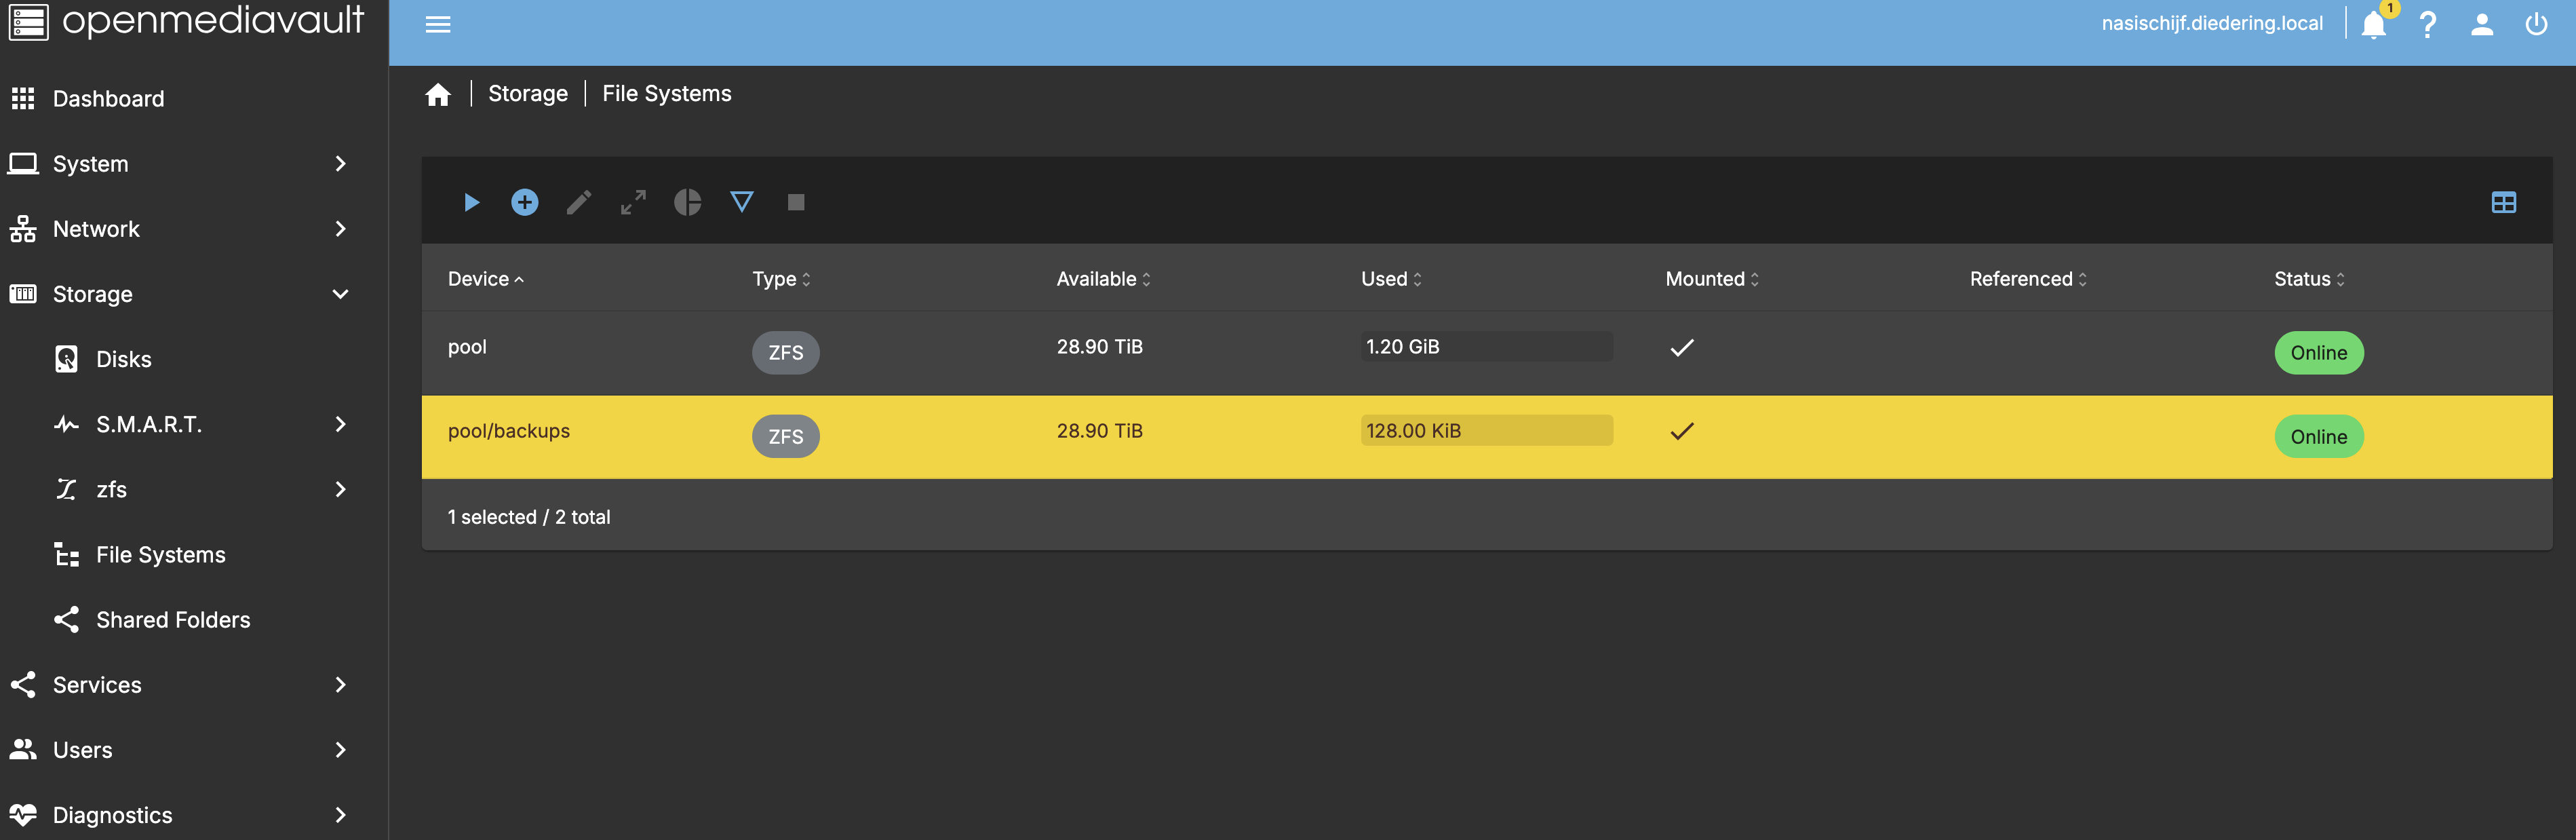 openmediavault
nasischijf.diedering.local
1
Dashboard
System
Network
Storage
Disks
S.M.A.R.T.
zfs
File Systems
Shared Folders
Services
Users
Diagnostics
Storage | File Systems
Device Type Available Used Mounted Referenced Status
pool ZFS 28.90 TiB 1.20 GiB Online
pool/backups ZFS 28.90 TiB 128.00 KiB Online
1 selected / 2 total